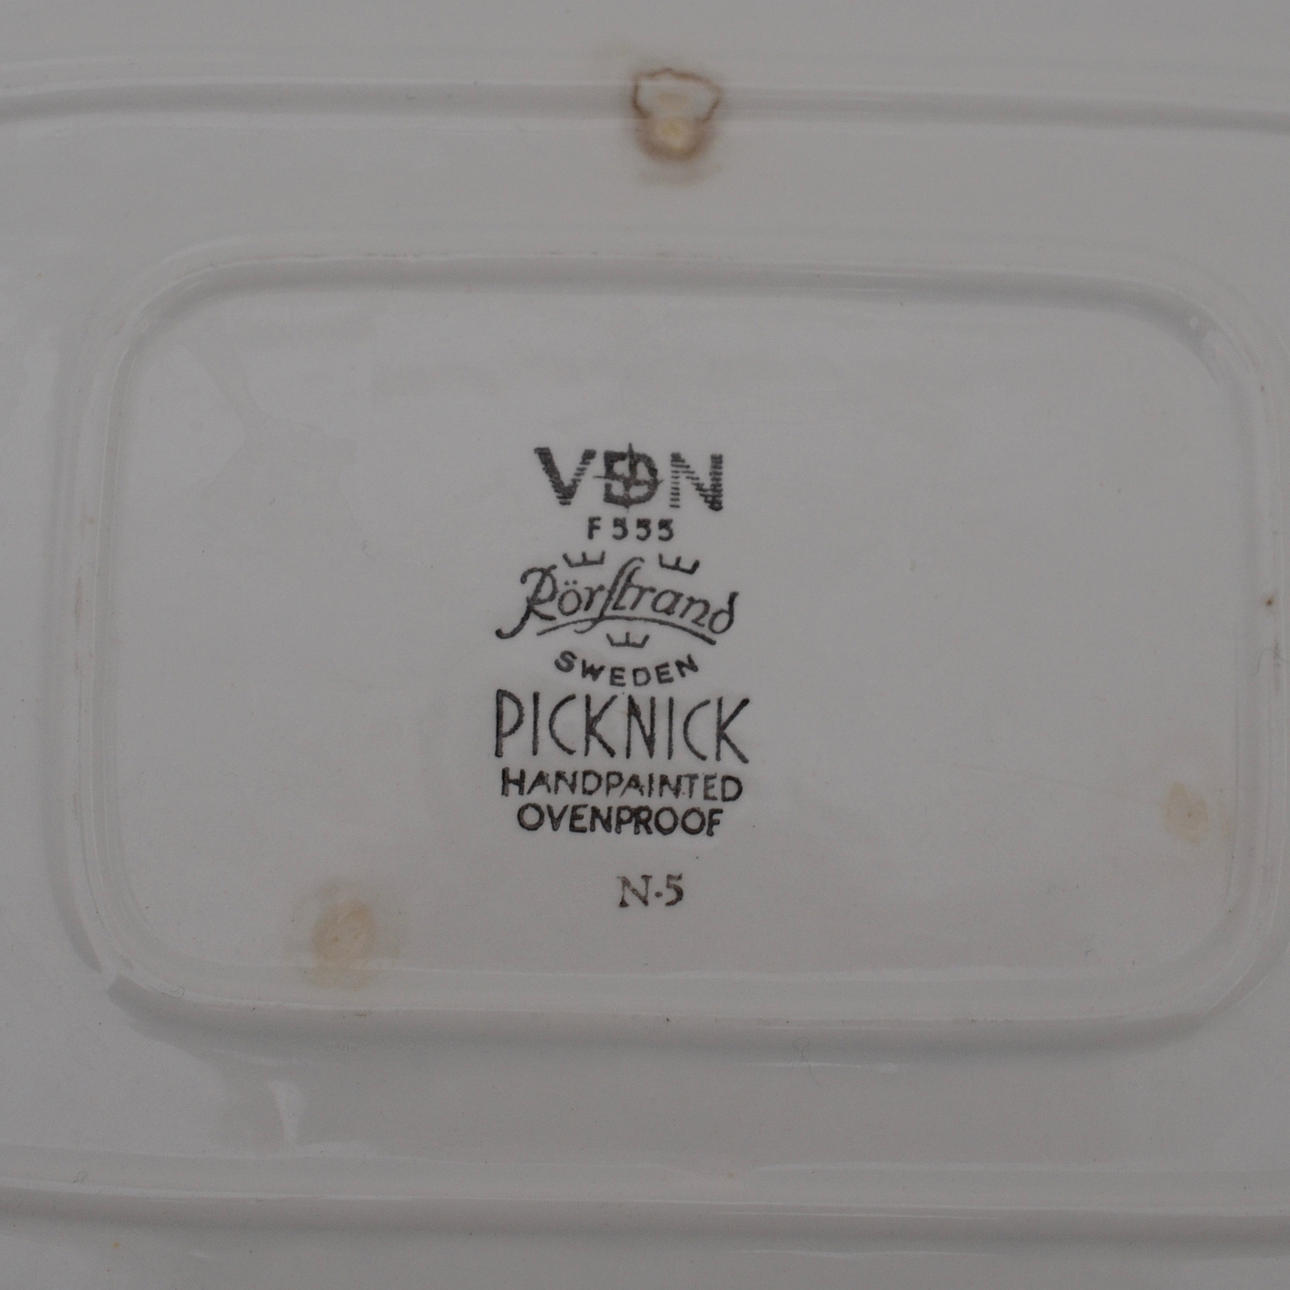 VDN
F555
Rörstrand
SWEDEN
PICKNICK
HANDPAINTED
OVENPROOF
N·5